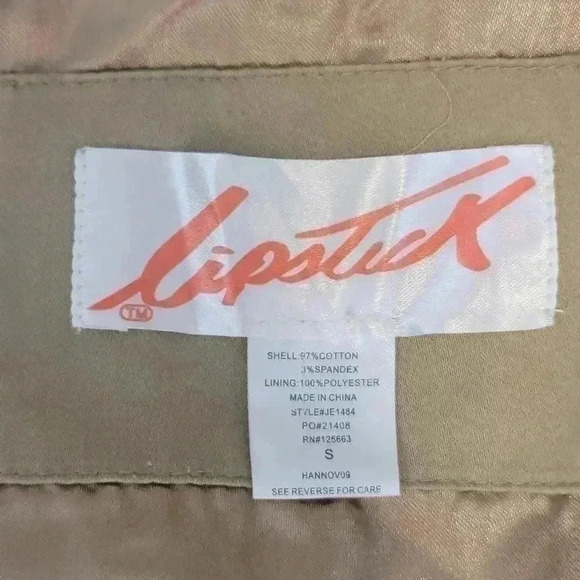 Lipstick
TM
SHELL:97%COTTON
3%SPANDEX
LINING:100%POLYESTER
MADE IN CHINA
STYLE#JE1484
PO#21408
RN#125663
S
HANNOV09
SEE REVERSE FOR CARE